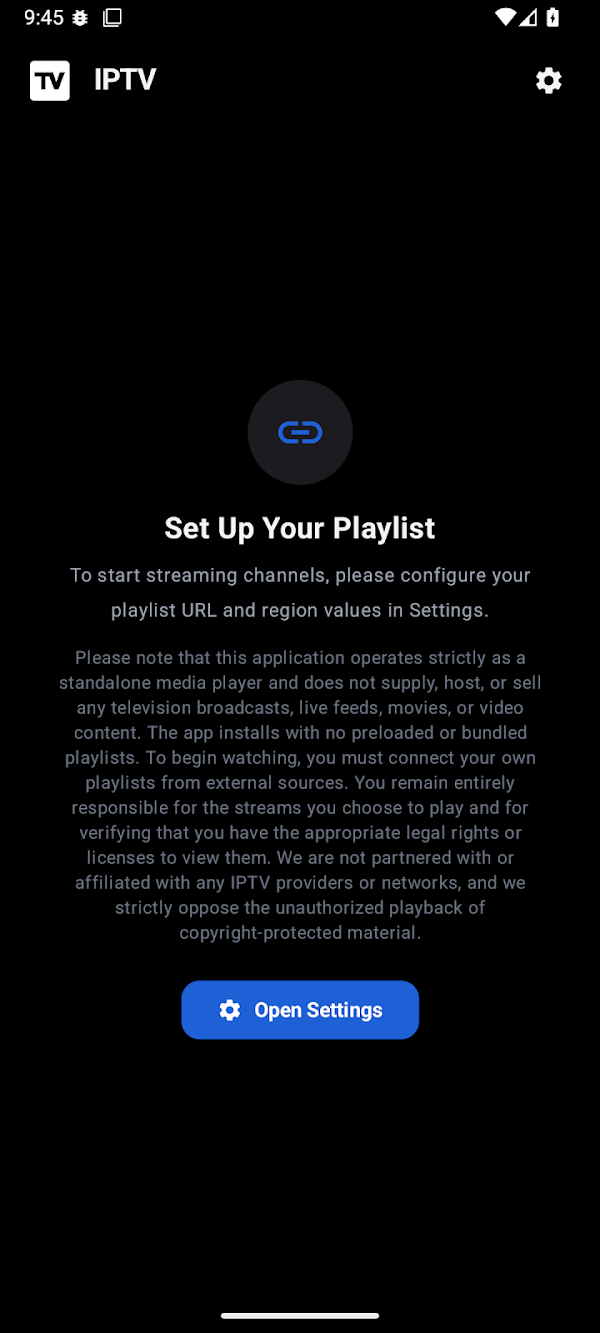 9:45
TV IPTV
Set Up Your Playlist
To start streaming channels, please configure your
playlist URL and region values in Settings.
Please note that this application operates strictly as a
standalone media player and does not supply, host, or sell
any television broadcasts, live feeds, movies, or video
content. The app installs with no preloaded or bundled
playlists. To begin watching, you must connect your own
playlists from external sources. You remain entirely
responsible for the streams you choose to play and for
verifying that you have the appropriate legal rights or
licenses to view them. We are not partnered with or
affiliated with any IPTV providers or networks, and we
strictly oppose the unauthorized playback of
copyright-protected material.
Open Settings